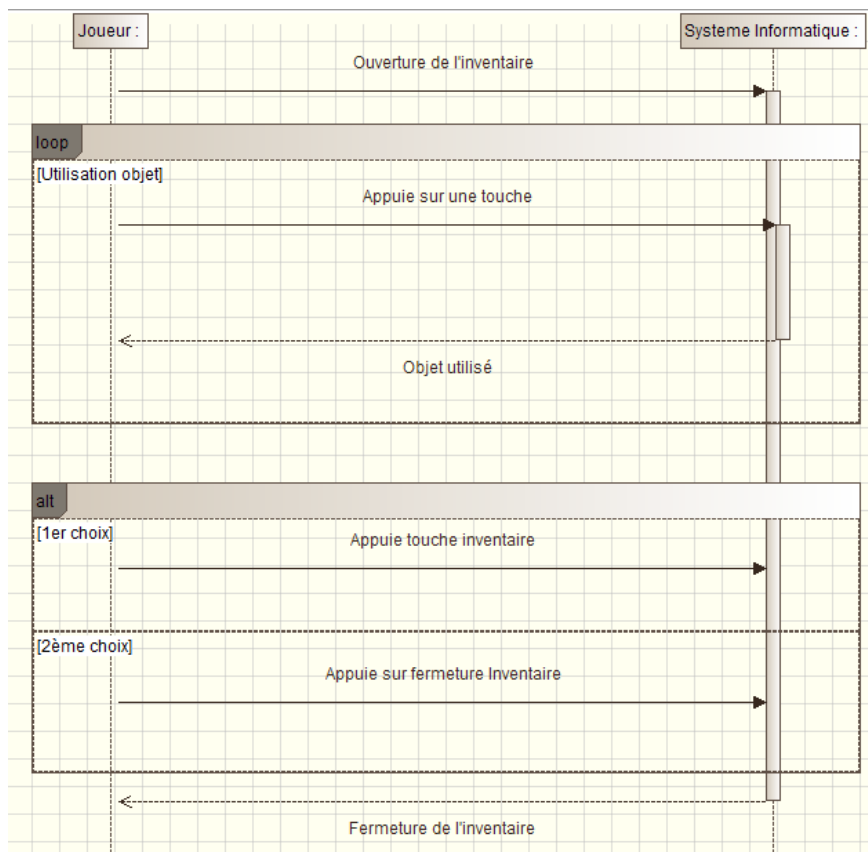 Joueur :
Systeme Informatique :
Ouverture de l'inventaire
loop
[Utilisation objet]
Appuie sur une touche
Objet utilisé
alt
[1er choix]
Appuie touche inventaire
[2ème choix]
Appuie sur fermeture Inventaire
Fermeture de l'inventaire